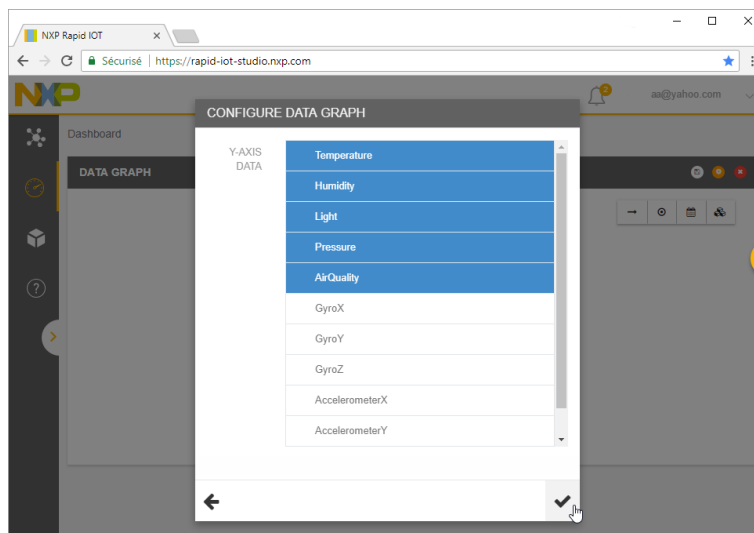 NXP Rapid IOT
Sécurisé | https://rapid-iot-studio.nxp.com
NXP
2
aa@yahoo.com
Dashboard
DATA GRAPH
CONFIGURE DATA GRAPH
Y-AXIS
DATA
Temperature
Humidity
Light
Pressure
AirQuality
GyroX
GyroY
GyroZ
AccelerometerX
AccelerometerY